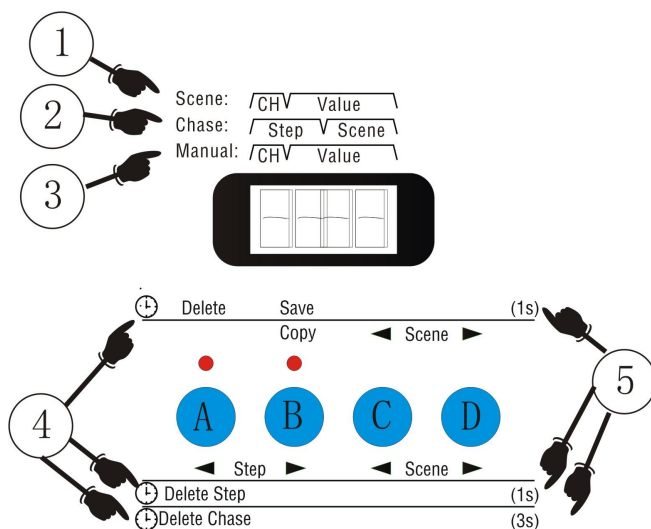 1
2
3
Scene: CH Value
Chase: Step Scene
Manual: CH Value
Delete Save (1s)
Copy ◄ Scene ►
4 A B C D 5
◄ Step ► ◄ Scene ►
Delete Step (1s)
Delete Chase (3s)